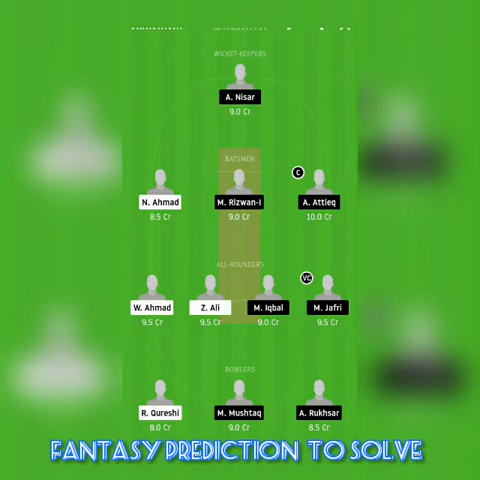 WICKET-KEEPERS
A. Nisar
9.0 Cr
BATSMEN
C
N. Ahmad M. Rizwan-I A. Attieq
8.5 Cr 9.0 Cr 10.0 Cr
ALL-ROUNDERS
VC
W. Ahmad Z. Ali M. Iqbal M. Jafri
9.5 Cr 9.5 Cr 9.0 Cr 9.5 Cr
BOWLERS
R. Qureshi M. Mushtaq A. Rukhsar
8.0 Cr 9.0 Cr 8.5 Cr
FANTASY PREDICTION TO SOLVE